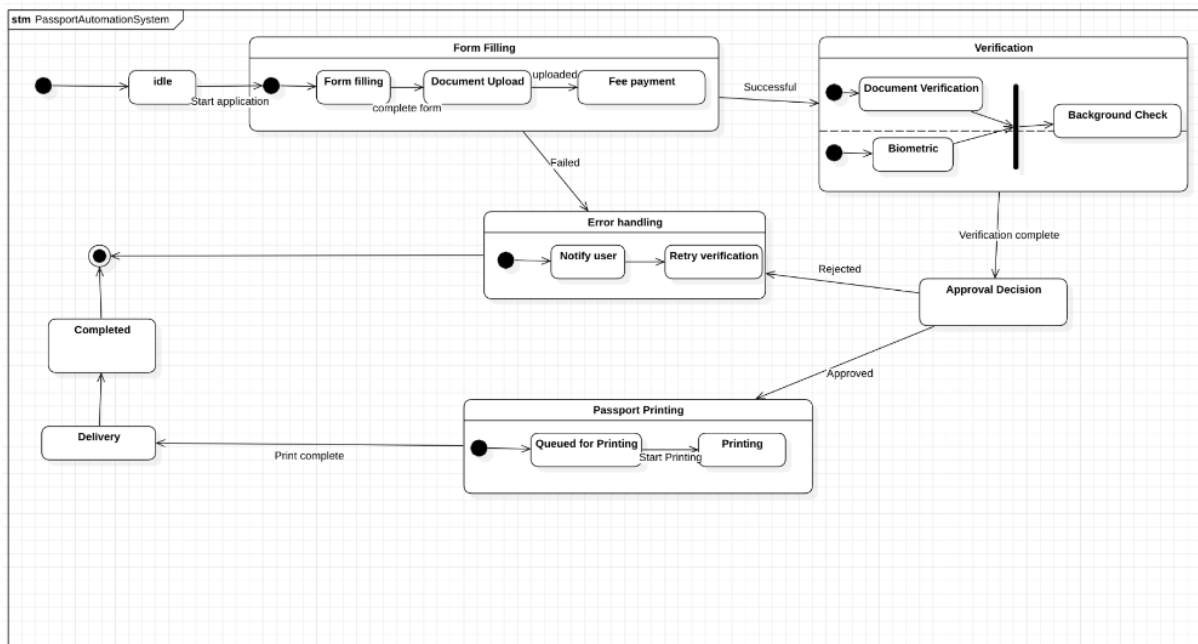 stm PassportAutomationSystem
Form Filling
Verification
idle
Start application
Form filling
complete form
Document Upload
uploaded
Fee payment
Successful
Document Verification
Background Check
Biometric
Failed
Error handling
Notify user
Retry verification
Verification complete
Rejected
Approval Decision
Completed
Approved
Passport Printing
Delivery
Print complete
Queued for Printing
Start Printing
Printing